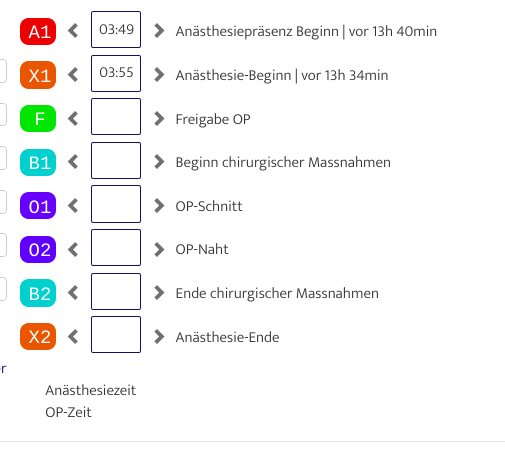 A1 03:49 Anästhesiepräsenz Beginn | vor 13h 40min
X1 03:55 Anästhesie-Beginn | vor 13h 34min
F Freigabe OP
B1 Beginn chirurgischer Massnahmen
O1 OP-Schnitt
O2 OP-Naht
B2 Ende chirurgischer Massnahmen
X2 Anästhesie-Ende
er
Anästhesiezeit
OP-Zeit